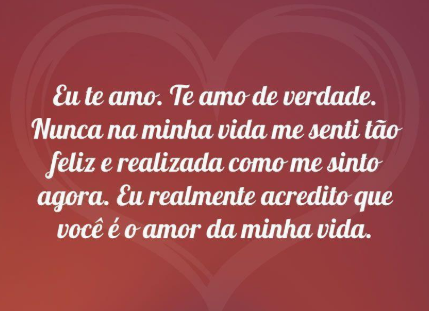 Eu te amo. Te amo de verdade.
Nunca na minha vida me senti tão
feliz e realizada como me sinto
agora. Eu realmente acredito que
você é o amor da minha vida.